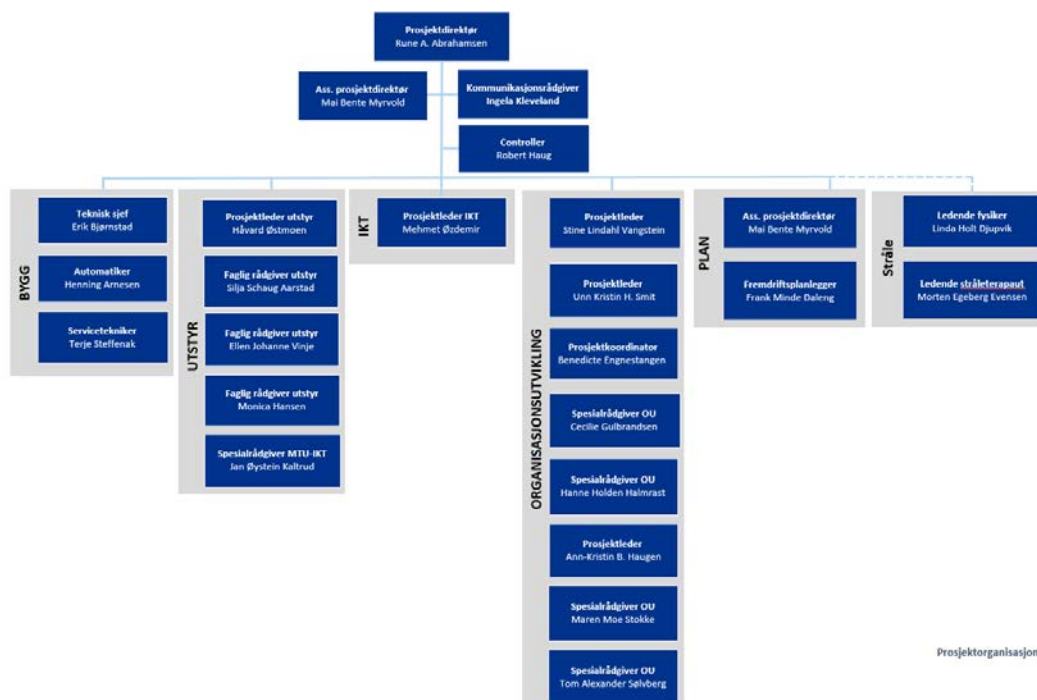 Prosjektdirektør
Rune A. Abrahamsen
Ass. prosjektdirektør
Mai Bente Myrvold
Kommunikasjonsrådgiver
Ingela Kleveland
Controller
Robert Haug
BYGG
Teknisk sjef
Erik Bjørnstad
Automatiker
Henning Arnesen
Servicetekniker
Terje Steffenak
UTSTYR
Prosjektleder utstyr
Håvard Østmoen
Faglig rådgiver utstyr
Silja Schaug Aarstad
Faglig rådgiver utstyr
Ellen Johanne Vinje
Faglig rådgiver utstyr
Monica Hansen
Spesialrådgiver MTU-IKT
Jan Øystein Kaltrud
IKT
Prosjektleder IKT
Mehmet Øzdemir
ORGANISASJONSUTVIKLING
Prosjektleder
Stine Lindahl Vangstein
Prosjektleder
Unn Kristin H. Smit
Prosjektkoordinator
Benedicte Engnestangen
Spesialrådgiver OU
Cecilie Gulbrandsen
Spesialrådgiver OU
Hanne Holden Halmrast
Prosjektleder
Ann-Kristin B. Haugen
Spesialrådgiver OU
Maren Moe Stokke
Spesialrådgiver OU
Tom Alexander Sølvberg
PLAN
Ass. prosjektdirektør
Mai Bente Myrvold
Fremdriftsplanlegger
Frank Minde Daleng
Stråle
Ledende fysiker
Linda Holt Djupvik
Ledende stråleterapaut
Morten Egeberg Evensen
Prosjektorganisasjon